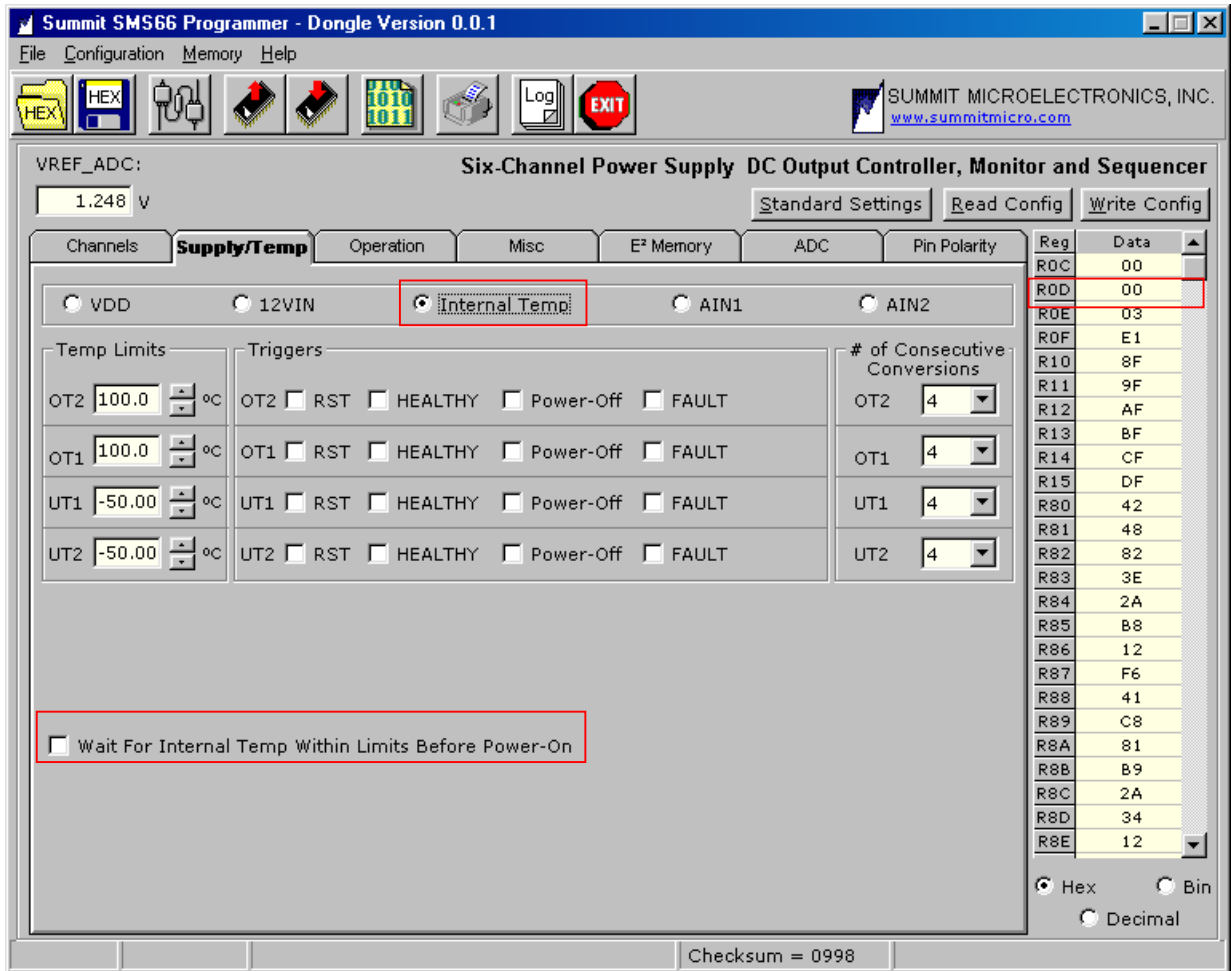 Summit SMS66 Programmer - Dongle Version 0.0.1
File Configuration Memory Help
HEX HEX 1010 1011 Log EXIT
SUMMIT MICROELECTRONICS, INC.
www.summitmicro.com
VREF_ADC:
Six-Channel Power Supply DC Output Controller, Monitor and Sequencer
1.248 V
Standard Settings Read Config Write Config
Channels Supply/Temp Operation Misc E² Memory ADC Pin Polarity
VDD 12VIN Internal Temp AIN1 AIN2
Temp Limits Triggers # of Consecutive
Conversions
OT2 100.0 ºC OT2 RST HEALTHY Power-Off FAULT OT2 4
OT1 100.0 ºC OT1 RST HEALTHY Power-Off FAULT OT1 4
UT1 -50.00 ºC UT1 RST HEALTHY Power-Off FAULT UT1 4
UT2 -50.00 ºC UT2 RST HEALTHY Power-Off FAULT UT2 4
Wait For Internal Temp Within Limits Before Power-On
Reg Data
R0C 00
R0D 00
R0E 03
R0F E1
R10 8F
R11 9F
R12 AF
R13 BF
R14 CF
R15 DF
R80 42
R81 48
R82 82
R83 3E
R84 2A
R85 B8
R86 12
R87 F6
R88 41
R89 C8
R8A 81
R8B B9
R8C 2A
R8D 34
R8E 12
Hex Bin
Decimal
Checksum = 0998